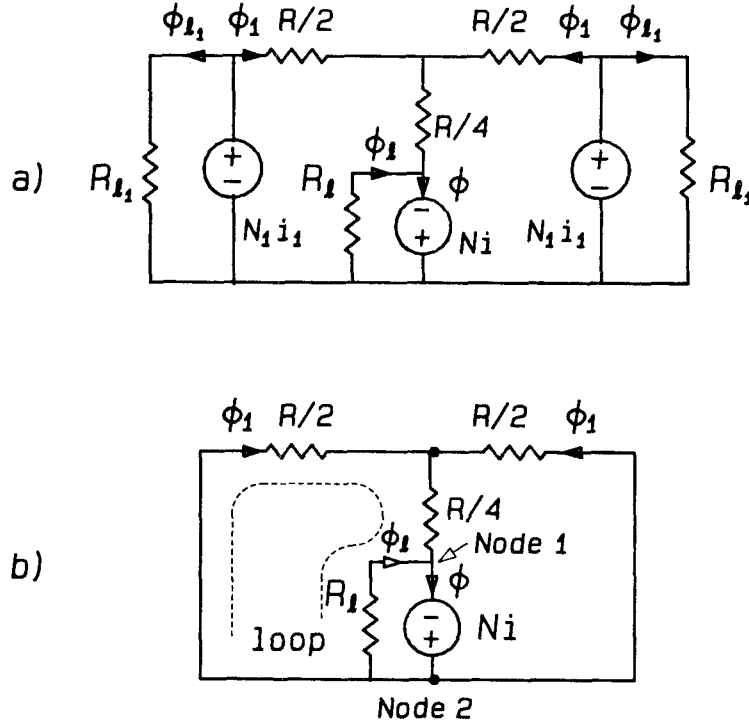 ϕℓ₁ ϕ₁ R/2 R/2 ϕ₁ ϕℓ₁
R/4
a) Rℓ₁ + - Rℓ ϕℓ ϕ + - Rℓ₁
N₁i₁ - + Ni N₁i₁
ϕ₁ R/2 R/2 ϕ₁
R/4
ϕℓ Node 1
b) Rℓ ϕ
loop - + Ni
Node 2